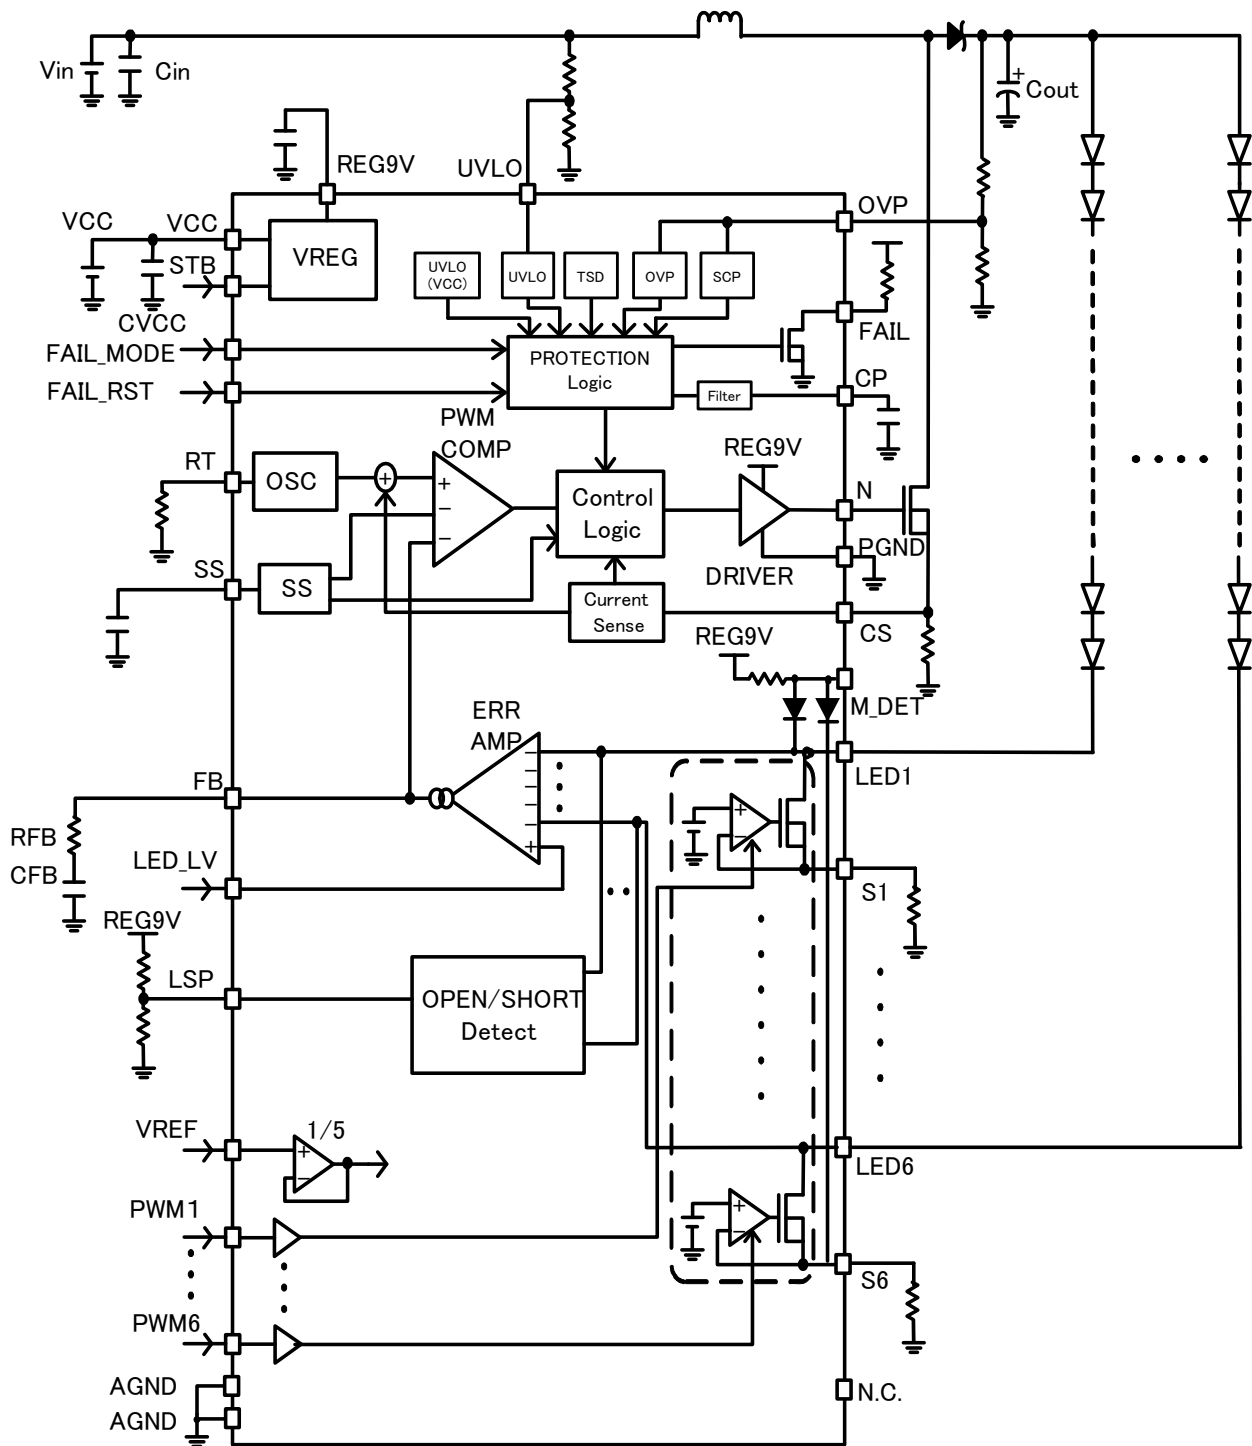 Vin
Cin
+
Cout
REG9V
UVLO
VCC
VCC
STB
CVCC
VREG
UVLO
(VCC)
UVLO
TSD
OVP
SCP
OVP
FAIL
FAIL_MODE
FAIL_RST
PROTECTION
Logic
Filter
CP
PWM
COMP
RT
OSC
+
+
−
−
Control
Logic
REG9V
DRIVER
N
PGND
SS
SS
Current
Sense
CS
REG9V
M_DET
ERR
AMP
−
−
−
−
−
+
LED1
FB
RFB
CFB
LED_LV
+
−
S1
REG9V
LSP
OPEN/SHORT
Detect
VREF
1/5
+
−
LED6
PWM1
+
−
S6
PWM6
AGND
AGND
N.C.